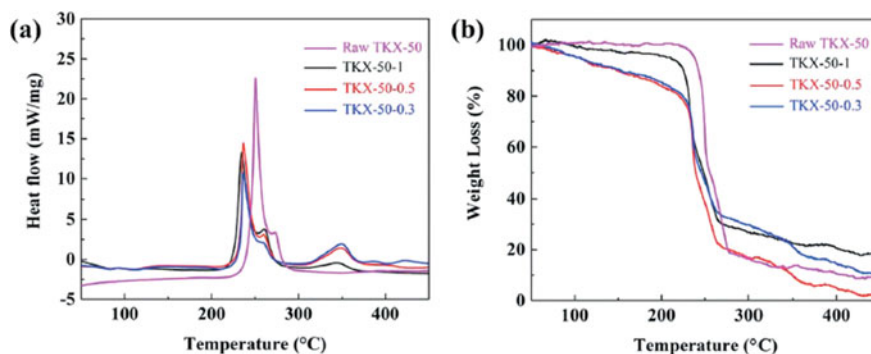 (a)
30
25
20
15
10
5
0
-5
Heat flow (mW/mg)
Raw TKX-50
TKX-50-1
TKX-50-0.5
TKX-50-0.3
100
200
300
400
Temperature (°C)
(b)
100
80
60
40
20
0
Weight Loss (%)
Raw TKX-50
TKX-50-1
TKX-50-0.5
TKX-50-0.3
100
200
300
400
Temperature (°C)